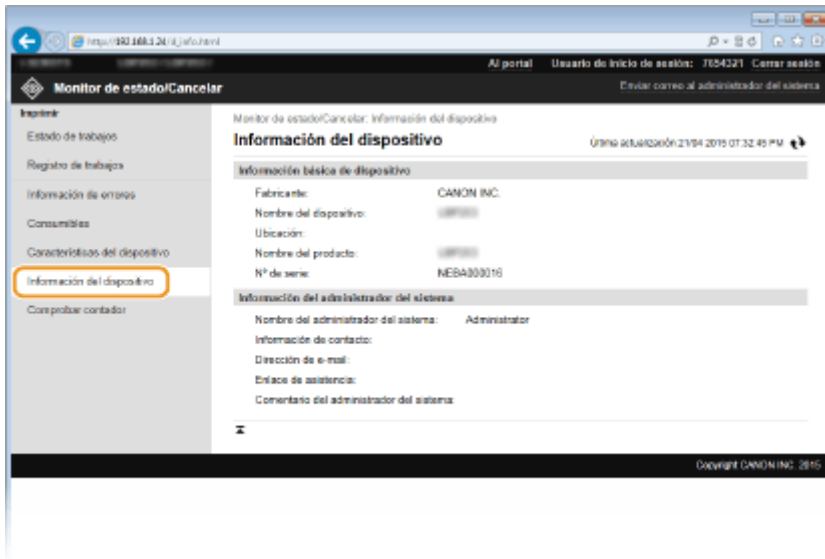 http://192.168.1.24/d_info.html
Al portal Usuario de inicio de sesión: 7654321 Cerrar sesión
Monitor de estado/Cancelar Enviar correo al administrador del sistema
Imprimir
Estado de trabajos
Registro de trabajos
Información de errores
Consumibles
Características del dispositivo
Información del dispositivo
Comprobar contador
Monitor de estado/Cancelar: Información del dispositivo
Información del dispositivo Última actualización:21/04 2015 07:32:45 PM
Información básica de dispositivo
Fabricante: CANON INC.
Nombre del dispositivo:
Ubicación:
Nombre del producto:
Nº de serie: NEBA000016
Información del administrador del sistema
Nombre del administrador del sistema: Administrator
Información de contacto:
Dirección de e-mail:
Enlace de asistencia:
Comentario del administrador del sistema:
Copyright CANON INC. 2015